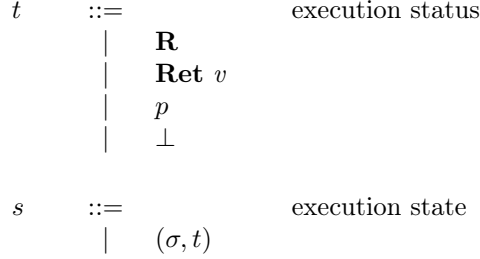 t ::= execution status
| R
| Ret v
| p
| ⊥
s ::= execution state
| (σ, t)